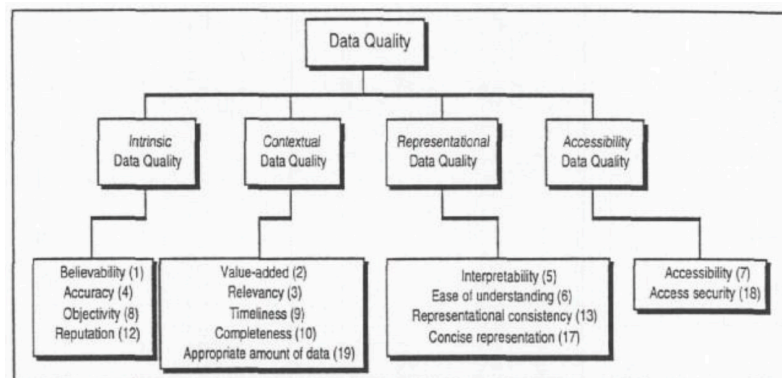 Data Quality
Intrinsic
Data Quality
Contextual
Data Quality
Representational
Data Quality
Accessibility
Data Quality
Believability (1)
Accuracy (4)
Objectivity (8)
Reputation (12)
Value-added (2)
Relevancy (3)
Timeliness (9)
Completeness (10)
Appropriate amount of data (19)
Interpretability (5)
Ease of understanding (6)
Representational consistency (13)
Concise representation (17)
Accessibility (7)
Access security (18)